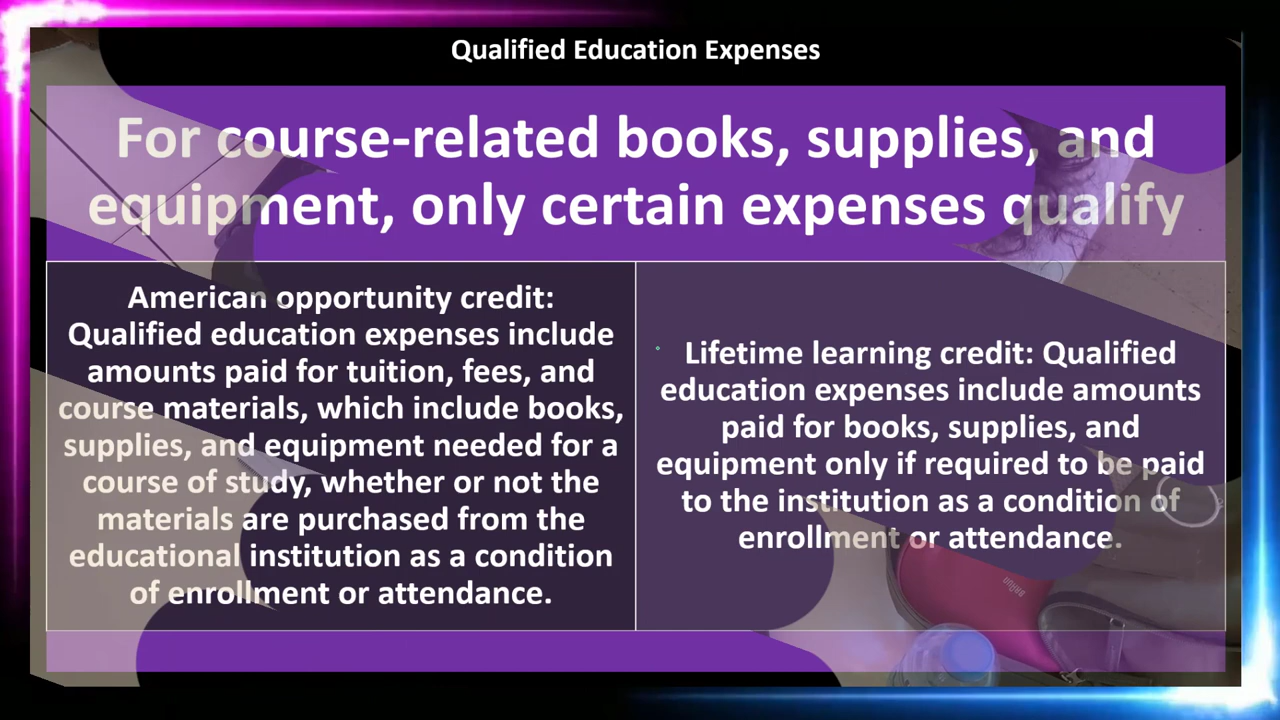 Qualified Education Expenses
For course-related books, supplies, and
equipment, only certain expenses qualify
American opportunity credit:
Qualified education expenses include
amounts paid for tuition, fees, and
course materials, which include books,
supplies, and equipment needed for a
course of study, whether or not the
materials are purchased from the
educational institution as a condition
of enrollment or attendance.
Lifetime learning credit: Qualified
education expenses include amounts
paid for books, supplies, and
equipment only if required to be paid
to the institution as a condition of
enrollment or attendance.
BRAUN